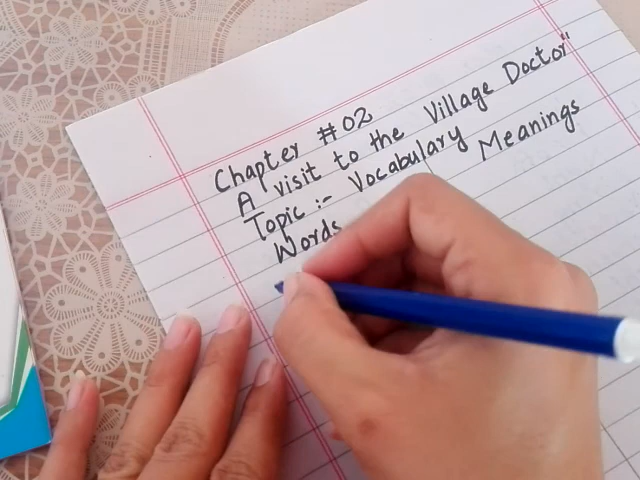 Chapter #02
A visit to the Village Doctor"
Topic :- Vocabulary
Words Meanings